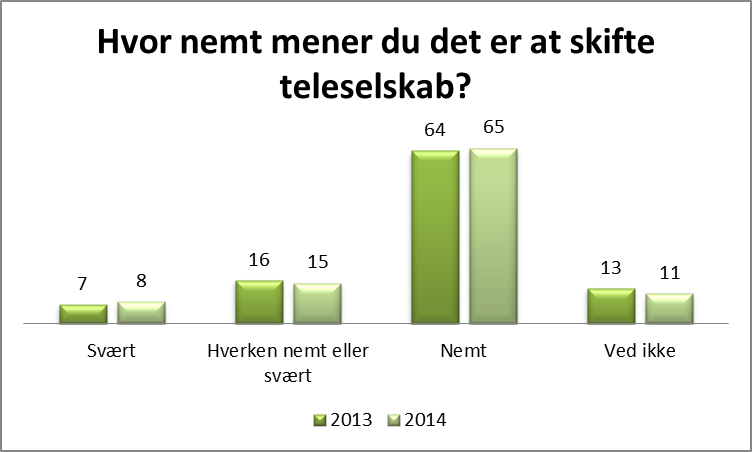 Hvor nemt mener du det er at skifte
teleselskab?
64
65
7
8
16
15
13
11
Svært
Hverken nemt eller
svært
Nemt
Ved ikke
2013
2014